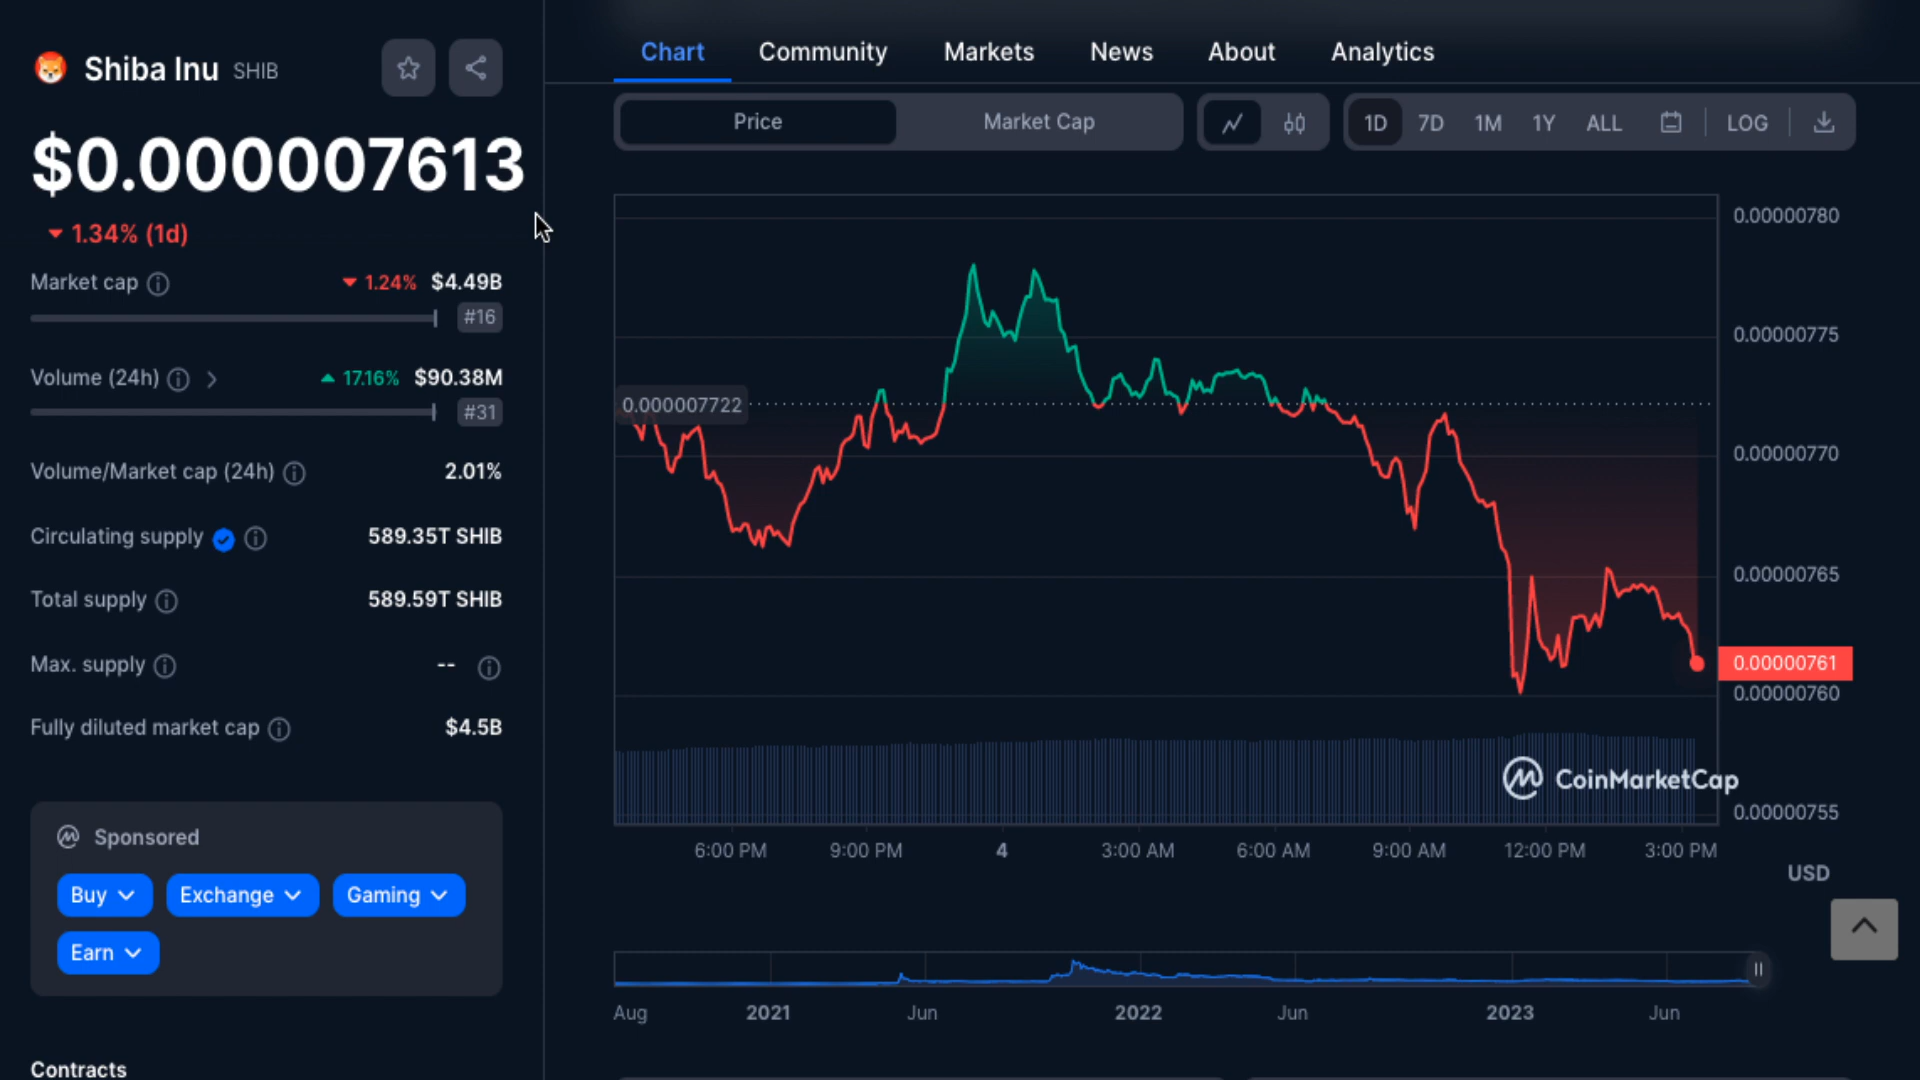 Shiba Inu SHIB
$0.000007613
1.34% (1d)
Market cap 1.24% $4.49B
#16
Volume (24h) 17.16% $90.38M
#31
Volume/Market cap (24h) 2.01%
Circulating supply 589.35T SHIB
Total supply 589.59T SHIB
Max. supply --
Fully diluted market cap $4.5B
Sponsored
Buy Exchange Gaming
Earn
Contracts
Chart Community Markets News About Analytics
Price Market Cap 1D 7D 1M 1Y ALL LOG
0.00000780
0.00000775
0.000007722
0.00000770
0.00000765
0.00000761
0.00000760
CoinMarketCap
0.00000755
6:00 PM 9:00 PM 4 3:00 AM 6:00 AM 9:00 AM 12:00 PM 3:00 PM
USD
Aug 2021 Jun 2022 Jun 2023 Jun